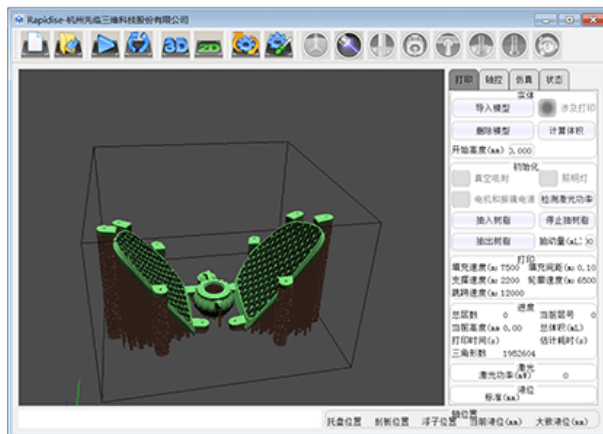 Rapidise-杭州先临三维科技股份有限公司
3D 2D
打印 轴控 仿真 状态
实体
导入模型 涉及打印
删除模型 计算体积
开始高度(mm) 3.000
初始化
真空吸附 照明灯
电机和振镜电源 检测激光功率
抽入树脂 停止抽树脂
抽出树脂 抽动量(mL)
打印
填充速度(m 7500 填充间距(m 0.10
支撑速度(m 2200 轮廓速度(m 6500
跳跨速度(m 12000
进度
总层数 0 当前层号 0
当前高度(mm 0.00 总体积(mL)
打印时间(s) 估计耗时(s)
三角形数 1952604
激光
激光功率(mW) 0
液位
标准(mm)
轴位置
托盘位置 刮板位置 浮子位置 当前液位(mm) 大致液位(mm)